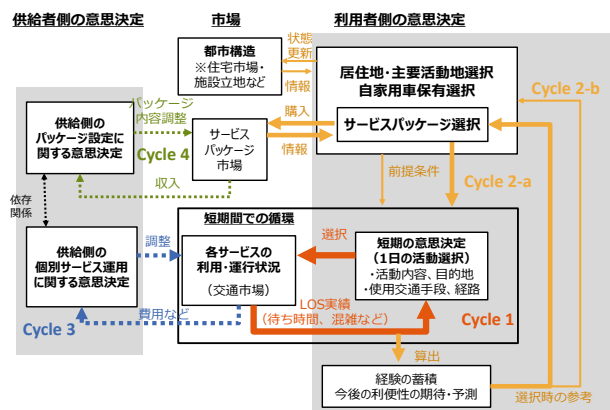 供給者側の意思決定
市場
利用者側の意思決定
都市構造
※住宅市場・
施設立地など
状態
更新
情報
居住地・主要活動地選択
自家用車保有選択
サービスパッケージ選択
Cycle 2-b
供給側の
パッケージ設定に
関する意思決定
パッケージ
内容調整
Cycle 4
収入
サービス
パッケージ
市場
購入
情報
前提条件
Cycle 2-a
依存
関係
短期間での循環
供給側の
個別サービス運用
に関する意思決定
調整
各サービスの
利用・運行状況
（交通市場）
選択
短期の意思決定
（1日の活動選択）
・活動内容、目的地
・使用交通手段、経路
Cycle 3
費用など
LOS実績
（待ち時間、混雑など）
Cycle 1
算出
経験の蓄積
今後の利便性の期待・予測
選択時の参考